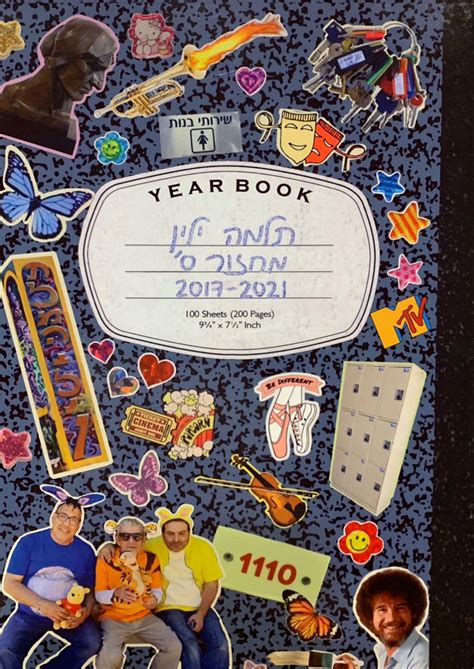 שירותי בנות
YEAR BOOK
תלמה ילין
מחזור ס'
2017-2021
100 Sheets (200 Pages)
9¾" x 7½" Inch
MTV
BE DIFFERENT
CINEMA
POPCORN
1110